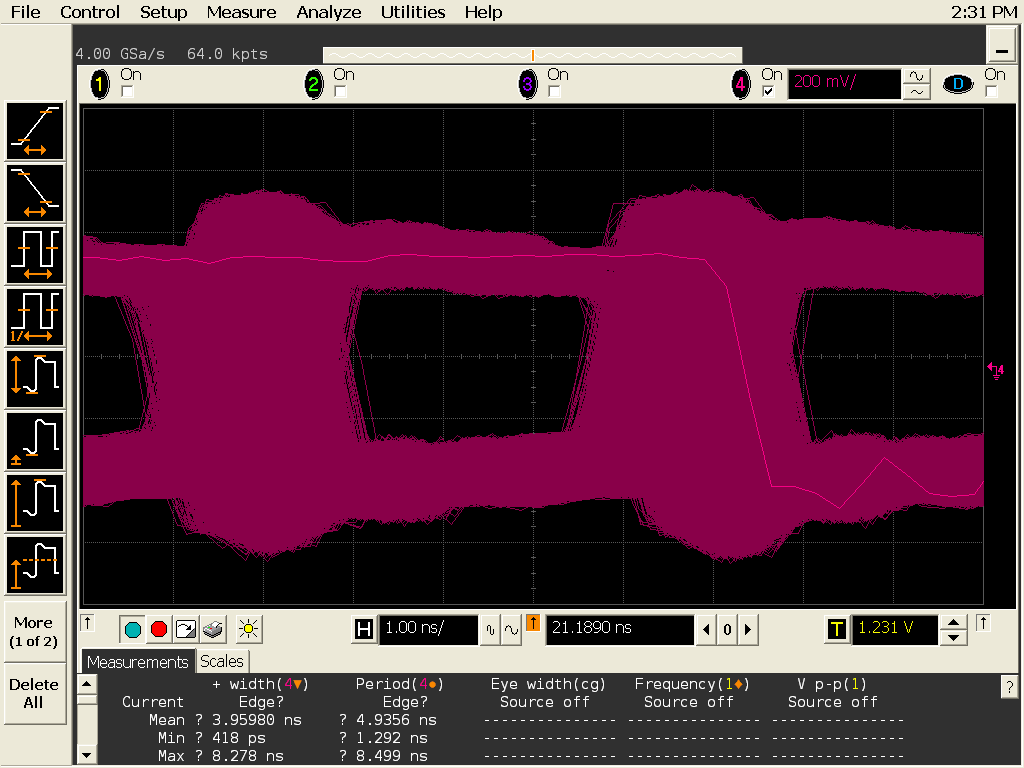 File Control Setup Measure Analyze Utilities Help 2:31 PM
4.00 GSa/s 64.0 kpts
1 On 2 On 3 On 4 On 200 mV/ D On
4
1/
More
(1 of 2)
Delete
All
H 1.00 ns/ 21.1890 ns 0 T 1.231 V
Measurements Scales
+ width(4▼) Period(4●) Eye width(cg) Frequency(1♦) V p-p(1) ?
Current Edge? Edge? Source off Source off Source off
Mean ? 3.95980 ns ? 4.9356 ns --------------- --------------- ---------------
Min ? 418 ps ? 1.292 ns --------------- --------------- ---------------
Max ? 8.278 ns ? 8.499 ns --------------- --------------- ---------------